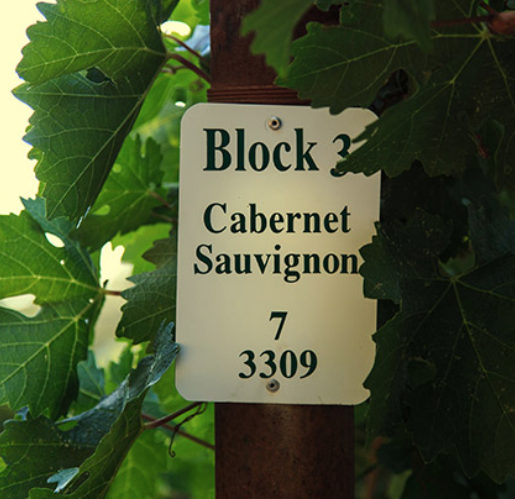 Block 3
Cabernet
Sauvignon
7
3309